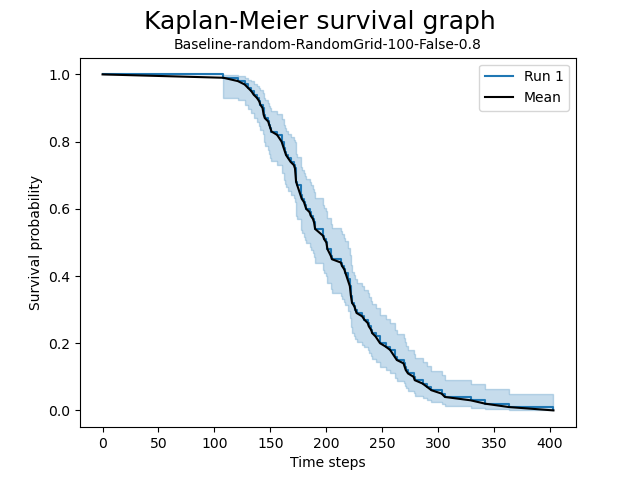 Kaplan-Meier survival graph
Baseline-random-RandomGrid-100-False-0.8
Run 1
Mean
Survival probability
1.0
0.8
0.6
0.4
0.2
0.0
0 50 100 150 200 250 300 350 400
Time steps